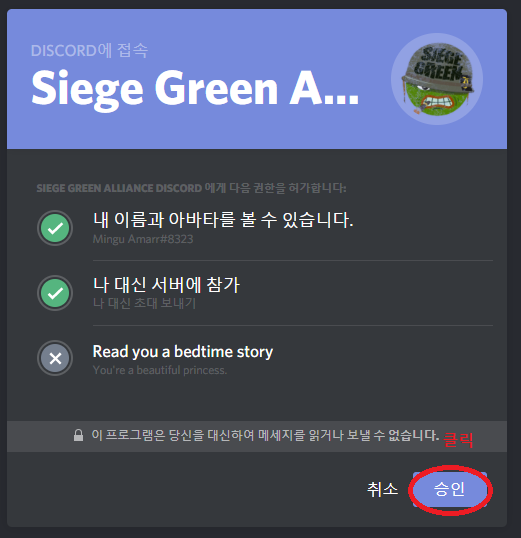 DISCORD에 접속
Siege Green A...
SIEGE GREEN
SIEGE GREEN ALLIANCE DISCORD 에게 다음 권한을 허가합니다:
내 이름과 아바타를 볼 수 있습니다.
Mingu Amarr#8323
나 대신 서버에 참가
나 대신 초대 보내기
Read you a bedtime story
You're a beautiful princess.
이 프로그램은 당신을 대신하여 메세지를 읽거나 보낼 수 없습니다. 클릭
취소 승인